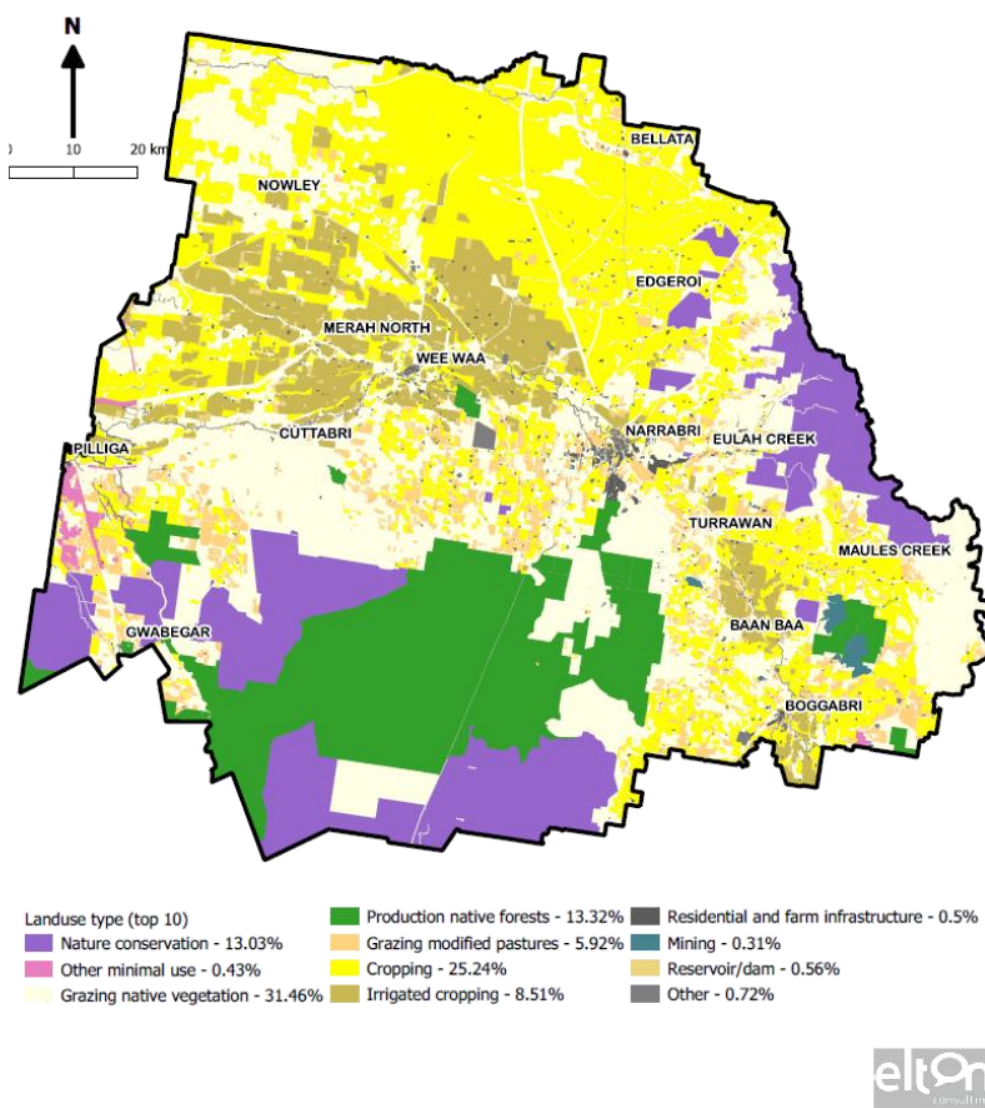 N
10
20 km
BELLATA
NOWLEY
EDGEROI
MERAH NORTH
WEE WAA
CUTTABRI
NARRABRI
EULAH CREEK
PILLIGA
TURRAWAN
MAULES CREEK
GWABEGAR
BAAN BAA
BOGGABRI
Landuse type (top 10)
Nature conservation - 13.03%
Other minimal use - 0.43%
Grazing native vegetation - 31.46%
Production native forests - 13.32%
Grazing modified pastures - 5.92%
Cropping - 25.24%
Irrigated cropping - 8.51%
Residential and farm infrastructure - 0.5%
Mining - 0.31%
Reservoir/dam - 0.56%
Other - 0.72%
elton